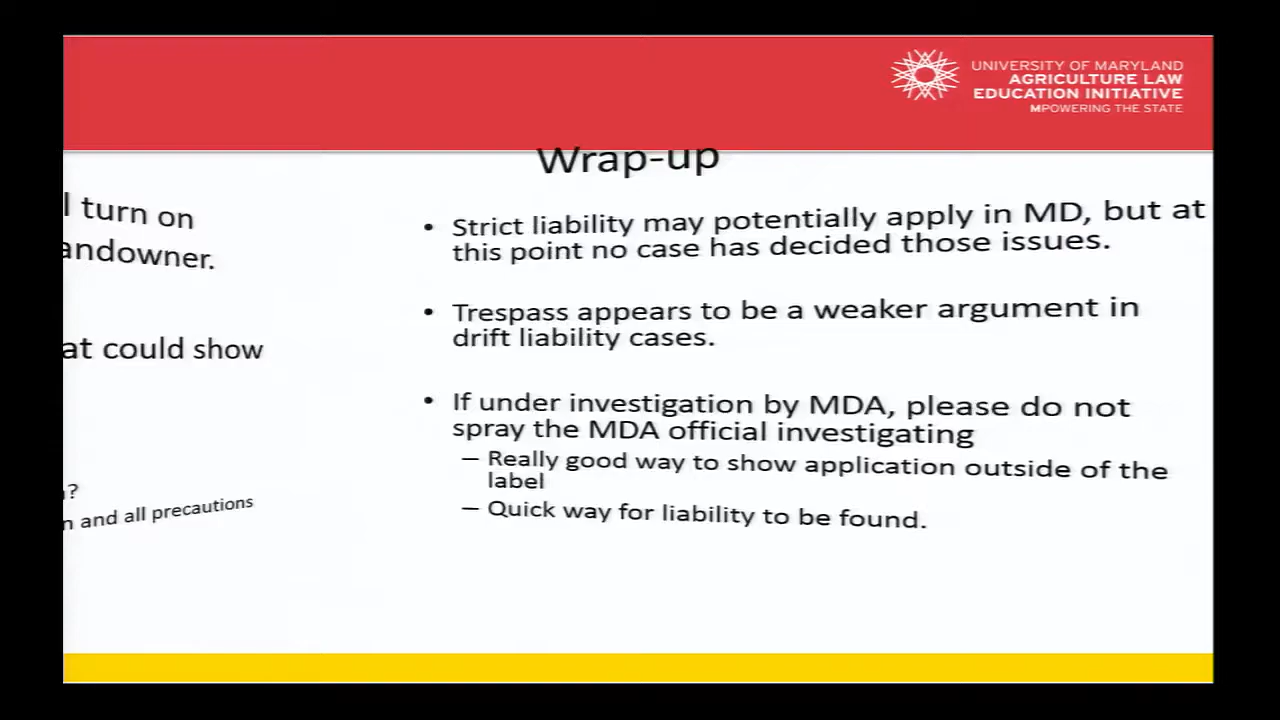 UNIVERSITY OF MARYLAND
AGRICULTURE LAW
EDUCATION INITIATIVE
MPOWERING THE STATE
Wrap-up
l turn on
andowner.
at could show
?
n and all precautions
• Strict liability may potentially apply in MD, but at
this point no case has decided those issues.
• Trespass appears to be a weaker argument in
drift liability cases.
• If under investigation by MDA, please do not
spray the MDA official investigating
– Really good way to show application outside of the
label
– Quick way for liability to be found.